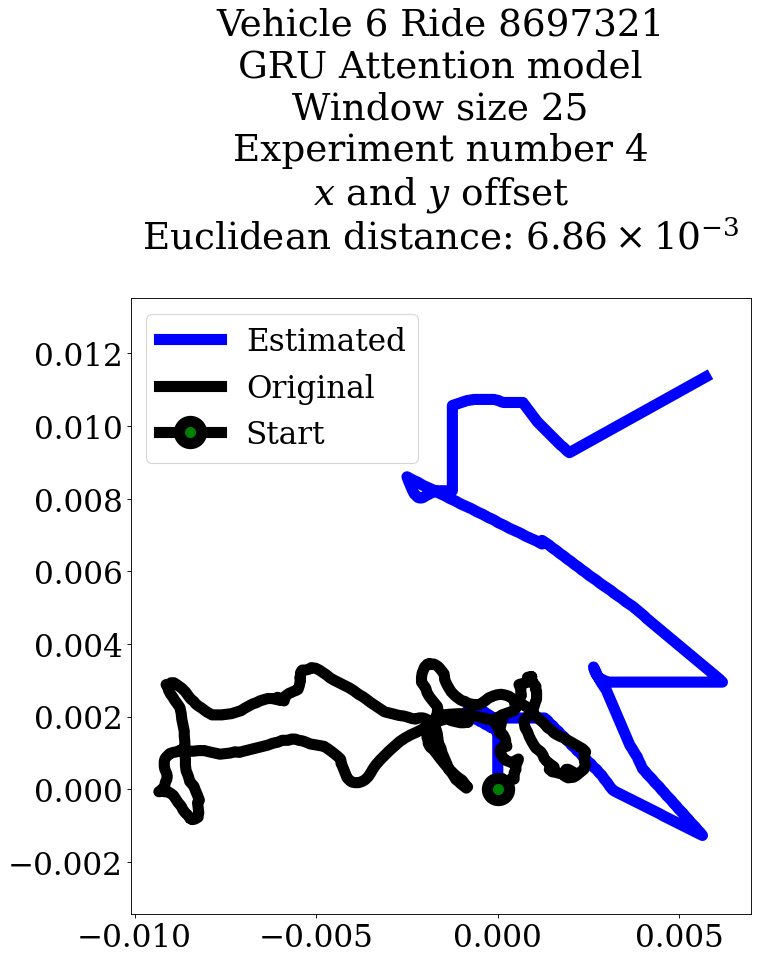 Vehicle 6 Ride 8697321
GRU Attention model
Window size 25
Experiment number 4
x and y offset
Euclidean distance: 6.86 × 10⁻³
Estimated
Original
Start
0.012
0.010
0.008
0.006
0.004
0.002
0.000
−0.002
−0.010 −0.005 0.000 0.005